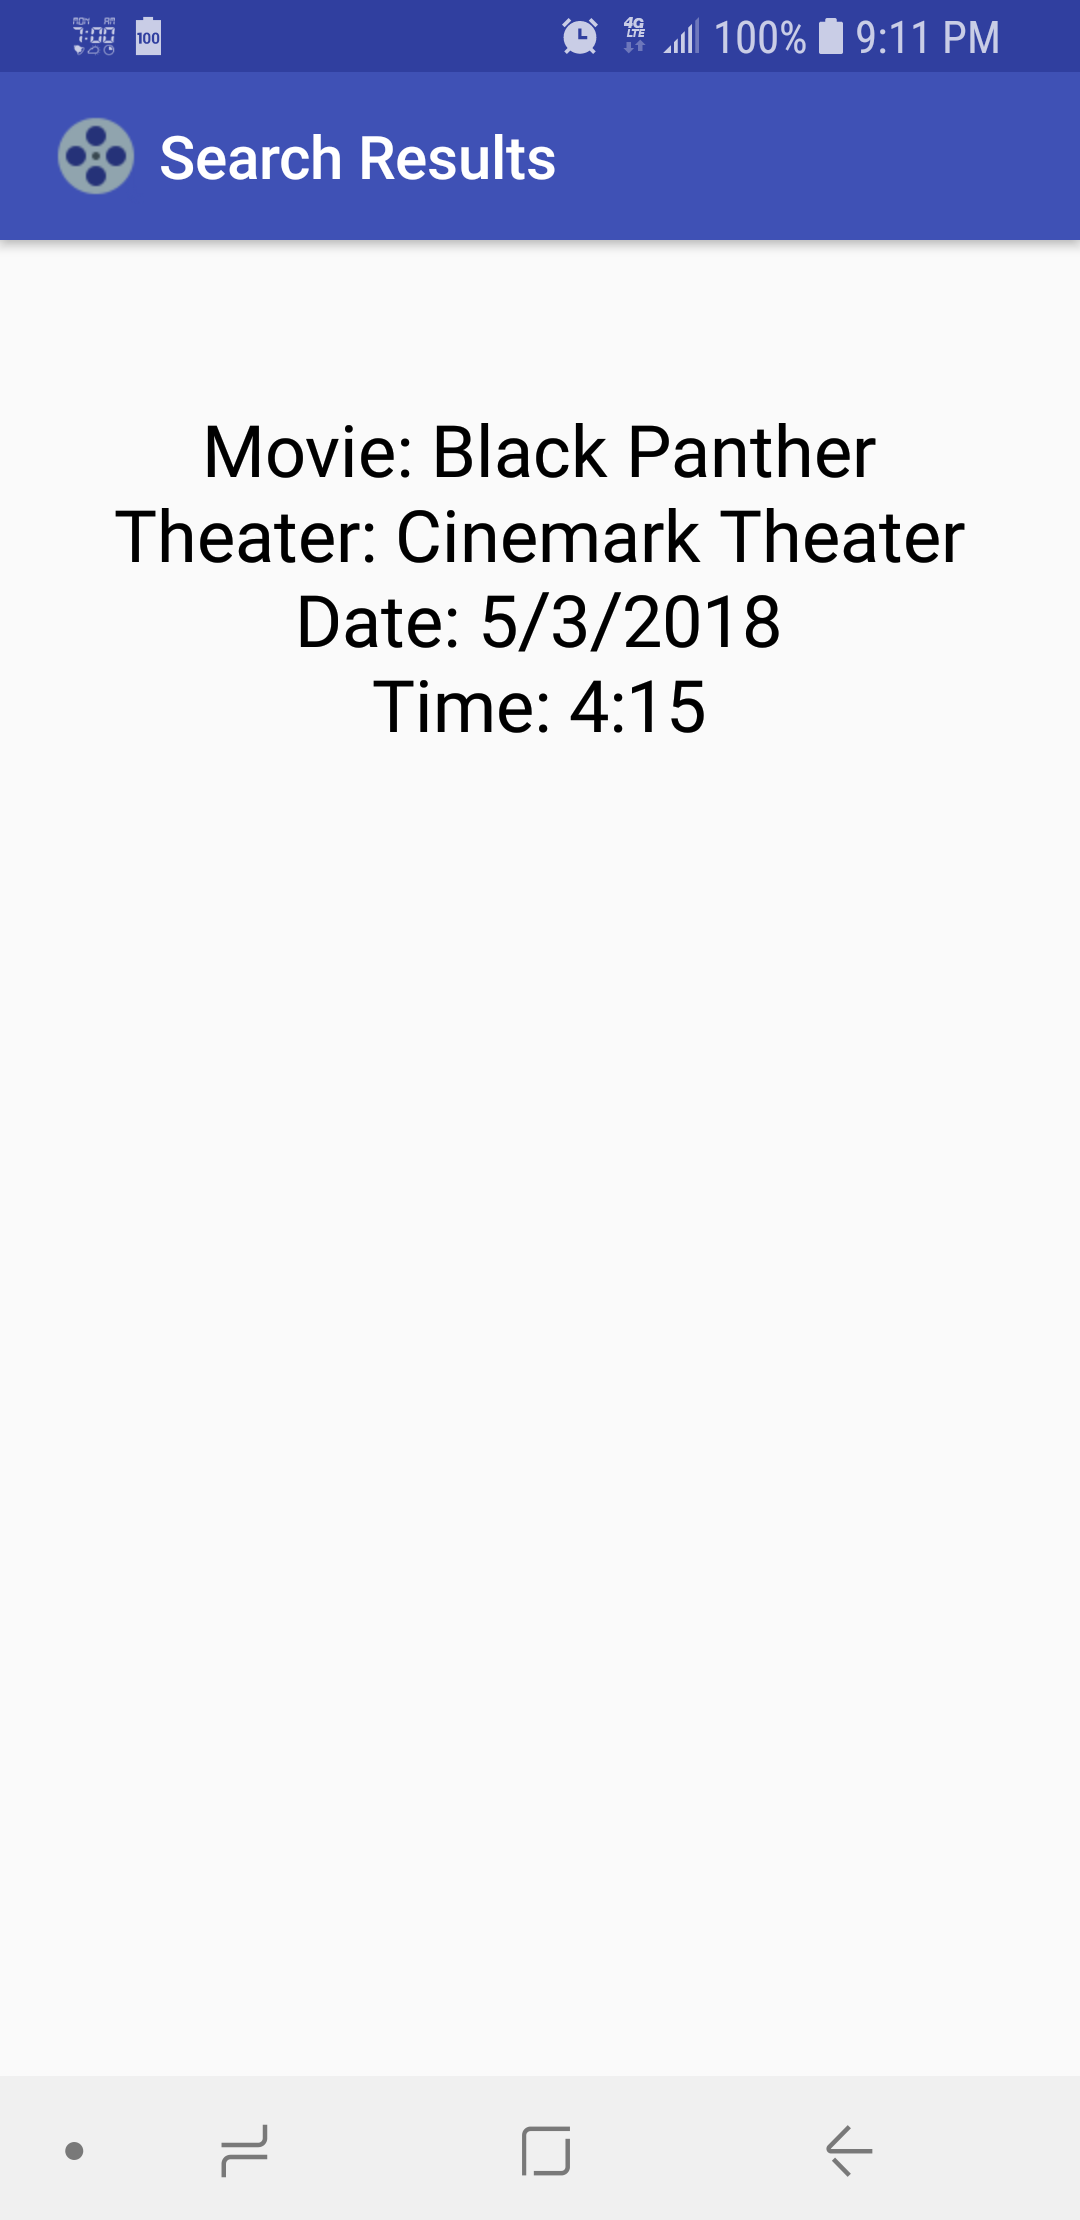 MON AM
7:00
100
4G
LTE
100%
9:11 PM
Search Results
Movie: Black Panther
Theater: Cinemark Theater
Date: 5/3/2018
Time: 4:15